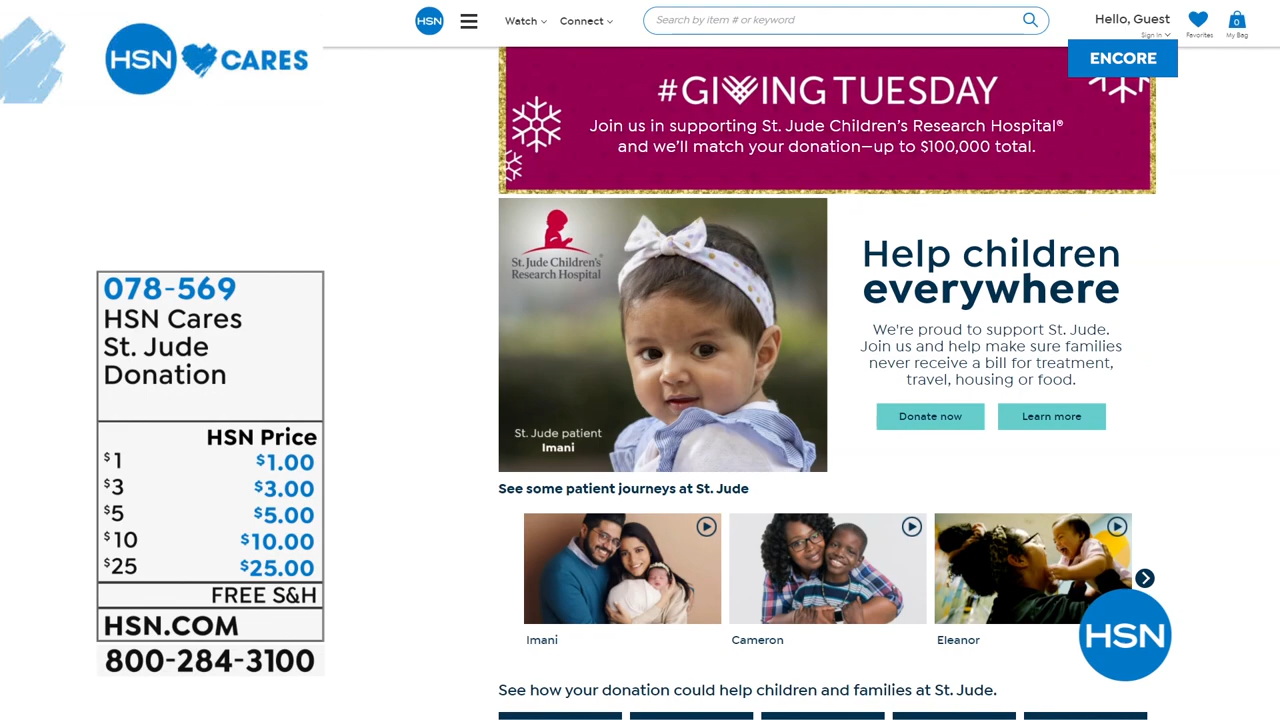 HSN CARES
078-569
HSN Cares
St. Jude
Donation
HSN Price
$1 $1.00
$3 $3.00
$5 $5.00
$10 $10.00
$25 $25.00
FREE S&H
HSN.COM
800-284-3100
HSN
Watch
Connect
Search by item # or keyword
Hello, Guest
Sign In
Favorites
0
My Bag
ENCORE
#GIVING TUESDAY
Join us in supporting St. Jude Children's Research Hospital®
and we'll match your donation—up to $100,000 total.
St. Jude Children's
Research Hospital
St. Jude patient
Imani
Help children
everywhere
We're proud to support St. Jude.
Join us and help make sure families
never receive a bill for treatment,
travel, housing or food.
Donate now
Learn more
See some patient journeys at St. Jude
Imani
Cameron
Eleanor
HSN
See how your donation could help children and families at St. Jude.